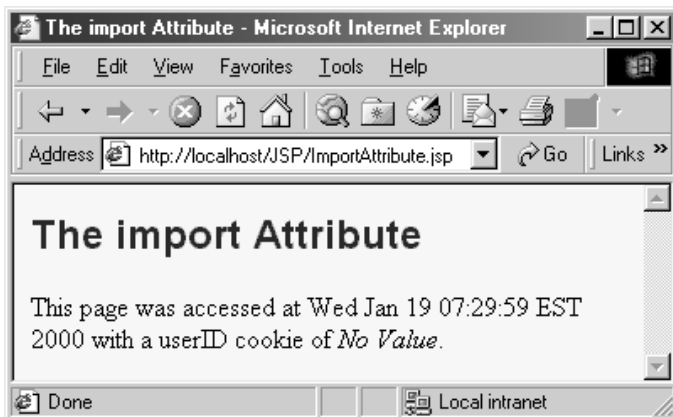 The import Attribute - Microsoft Internet Explorer
File Edit View Favorites Tools Help
Address http://localhost/JSP/ImportAttribute.jsp Go Links »
The import Attribute
This page was accessed at Wed Jan 19 07:29:59 EST
2000 with a userID cookie of No Value.
Done Local intranet